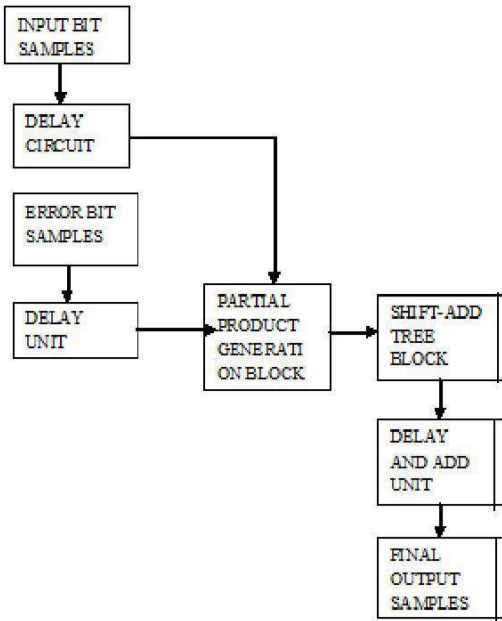 INPUT BIT
SAMPLES
DELAY
CIRCUIT
ERROR BIT
SAMPLES
DELAY
UNIT
PARTIAL
PRODUCT
GENERATI
ON BLOCK
SHIFT-ADD
TREE
BLOCK
DELAY
AND ADD
UNIT
FINAL
OUTPUT
SAMPLES